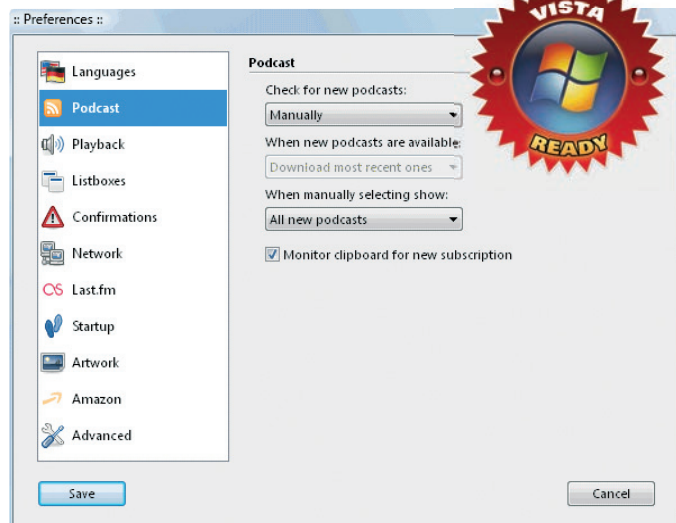 :: Preferences ::
VISTA
READY
Languages
Podcast
Playback
Listboxes
Confirmations
Network
Last.fm
Startup
Artwork
Amazon
Advanced
Podcast
Check for new podcasts:
Manually
When new podcasts are available:
Download most recent ones
When manually selecting show:
All new podcasts
Monitor clipboard for new subscription
Save
Cancel